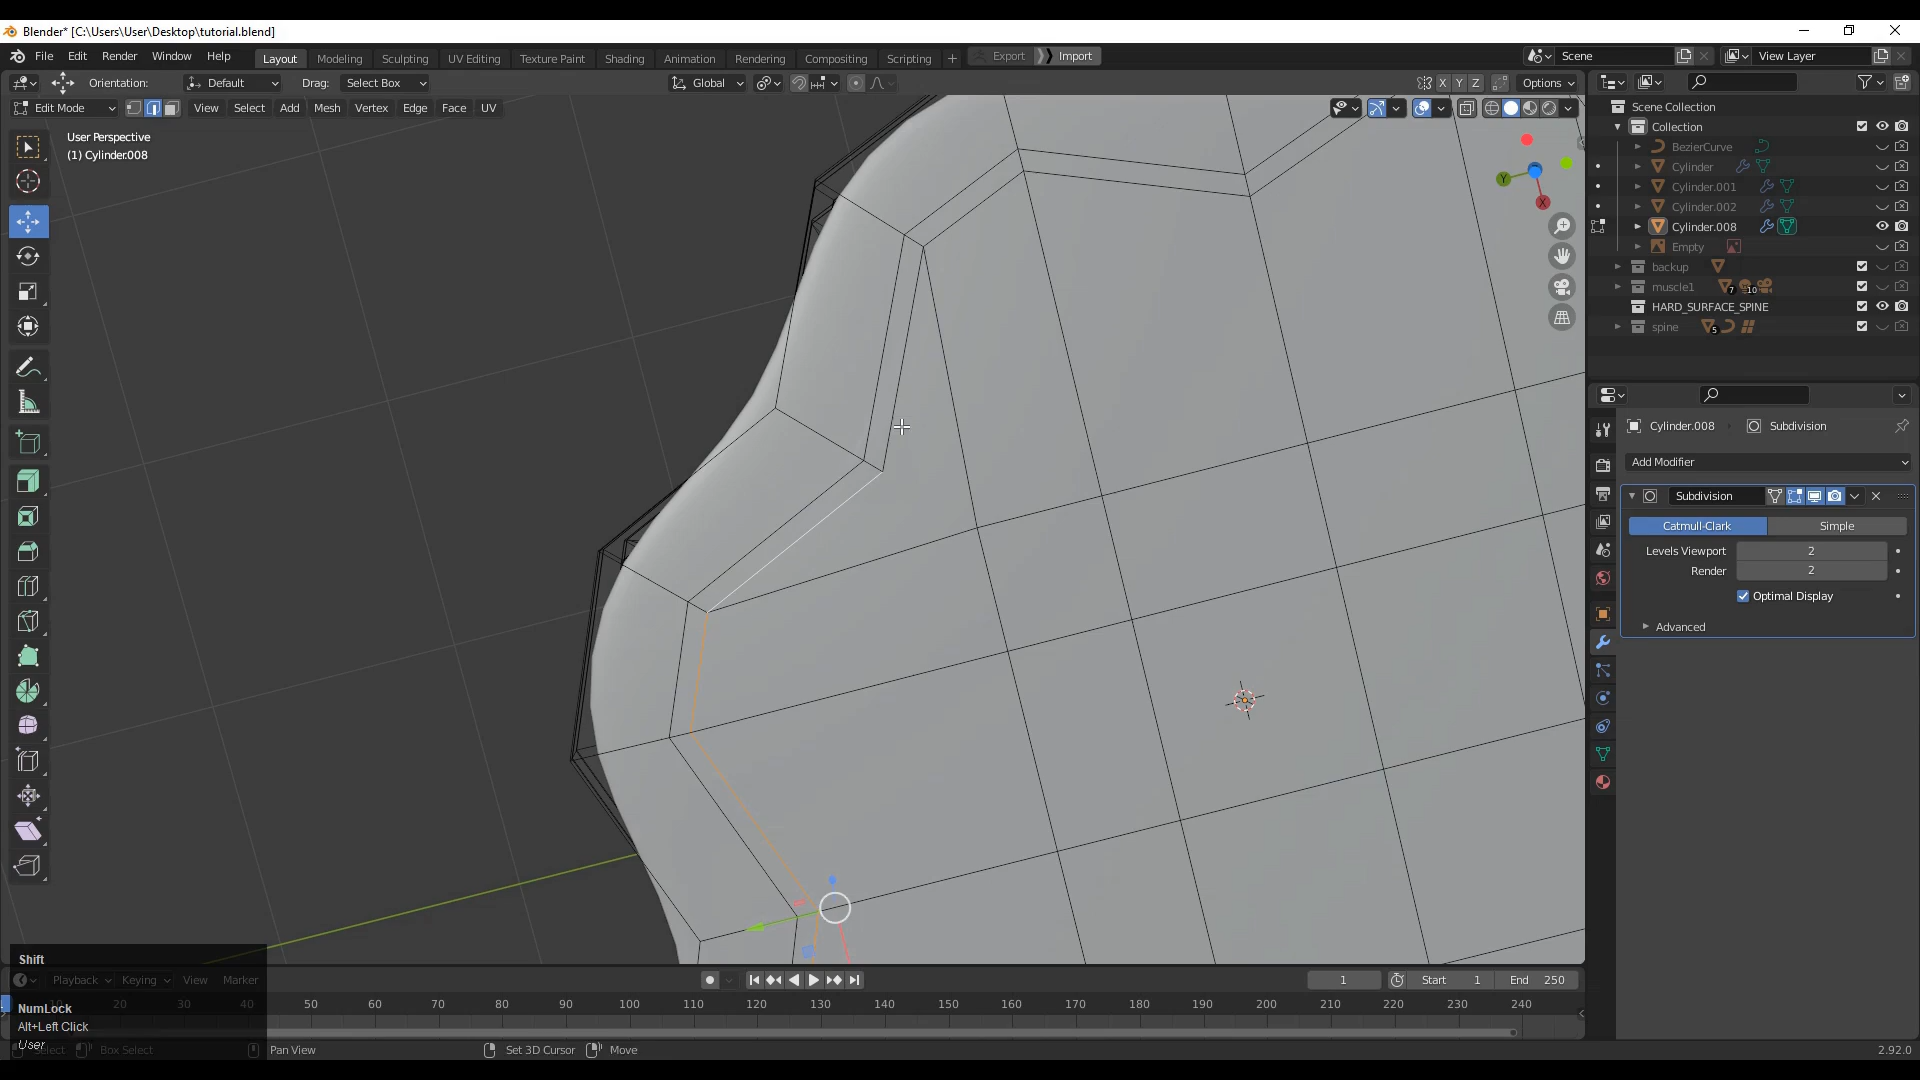 Blender* [C:\Users\User\Desktop\tutorial.blend]
File Edit Render Window Help Layout Modeling Sculpting UV Editing Texture Paint Shading Animation Rendering Compositing Scripting + Export Import Scene View Layer
Orientation: Default Drag: Select Box Global X Y Z Options
Edit Mode View Select Add Mesh Vertex Edge Face UV
User Perspective
(1) Cylinder.008
Y
X
Scene Collection
Collection
BezierCurve
Cylinder
Cylinder.001
Cylinder.002
Cylinder.008
Empty
backup
muscle1 7 10
HARD_SURFACE_SPINE
spine 5
Cylinder.008 Subdivision
Add Modifier
Subdivision
Catmull-Clark Simple
Levels Viewport 2
Render 2
Optimal Display
Advanced
Shift
Playback Keying View Marker 1 Start 1 End 250
10 20 30 40 50 60 70 80 90 100 110 120 130 140 150 160 170 180 190 200 210 220 230 240
NumLock
Alt+Left Click
User
Select Box Select Pan View Set 3D Cursor Move 2.92.0